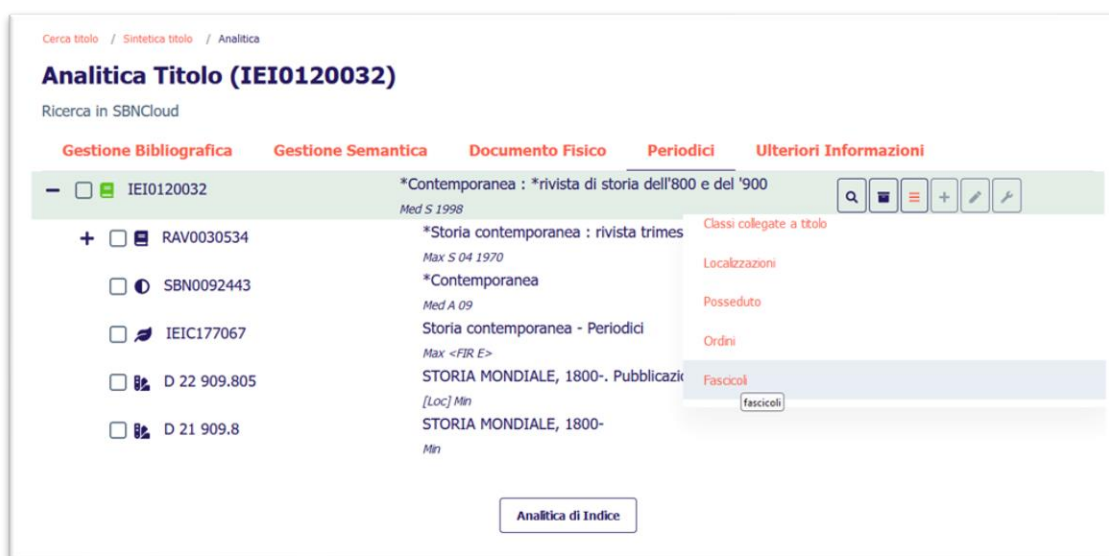 Cerca titolo / Sintetica titolo / Analitica
Analitica Titolo (IEI0120032)
Ricerca in SBNCloud
Gestione Bibliografica Gestione Semantica Documento Fisico Periodici Ulteriori Informazioni
IEI0120032 *Contemporanea : *rivista di storia dell'800 e del '900
Med S 1998
RAV0030534 *Storia contemporanea : rivista trimes
Max S 04 1970
SBN0092443 *Contemporanea
Med A 09
IEIC177067 Storia contemporanea - Periodici
Max <FIR E>
D 22 909.805 STORIA MONDIALE, 1800-. Pubblicazio
[Loc] Min
D 21 909.8 STORIA MONDIALE, 1800-
Min
Classi collegate a titolo
Localizzazioni
Posseduto
Ordini
Fascicoli
fascicoli
Analitica di Indice